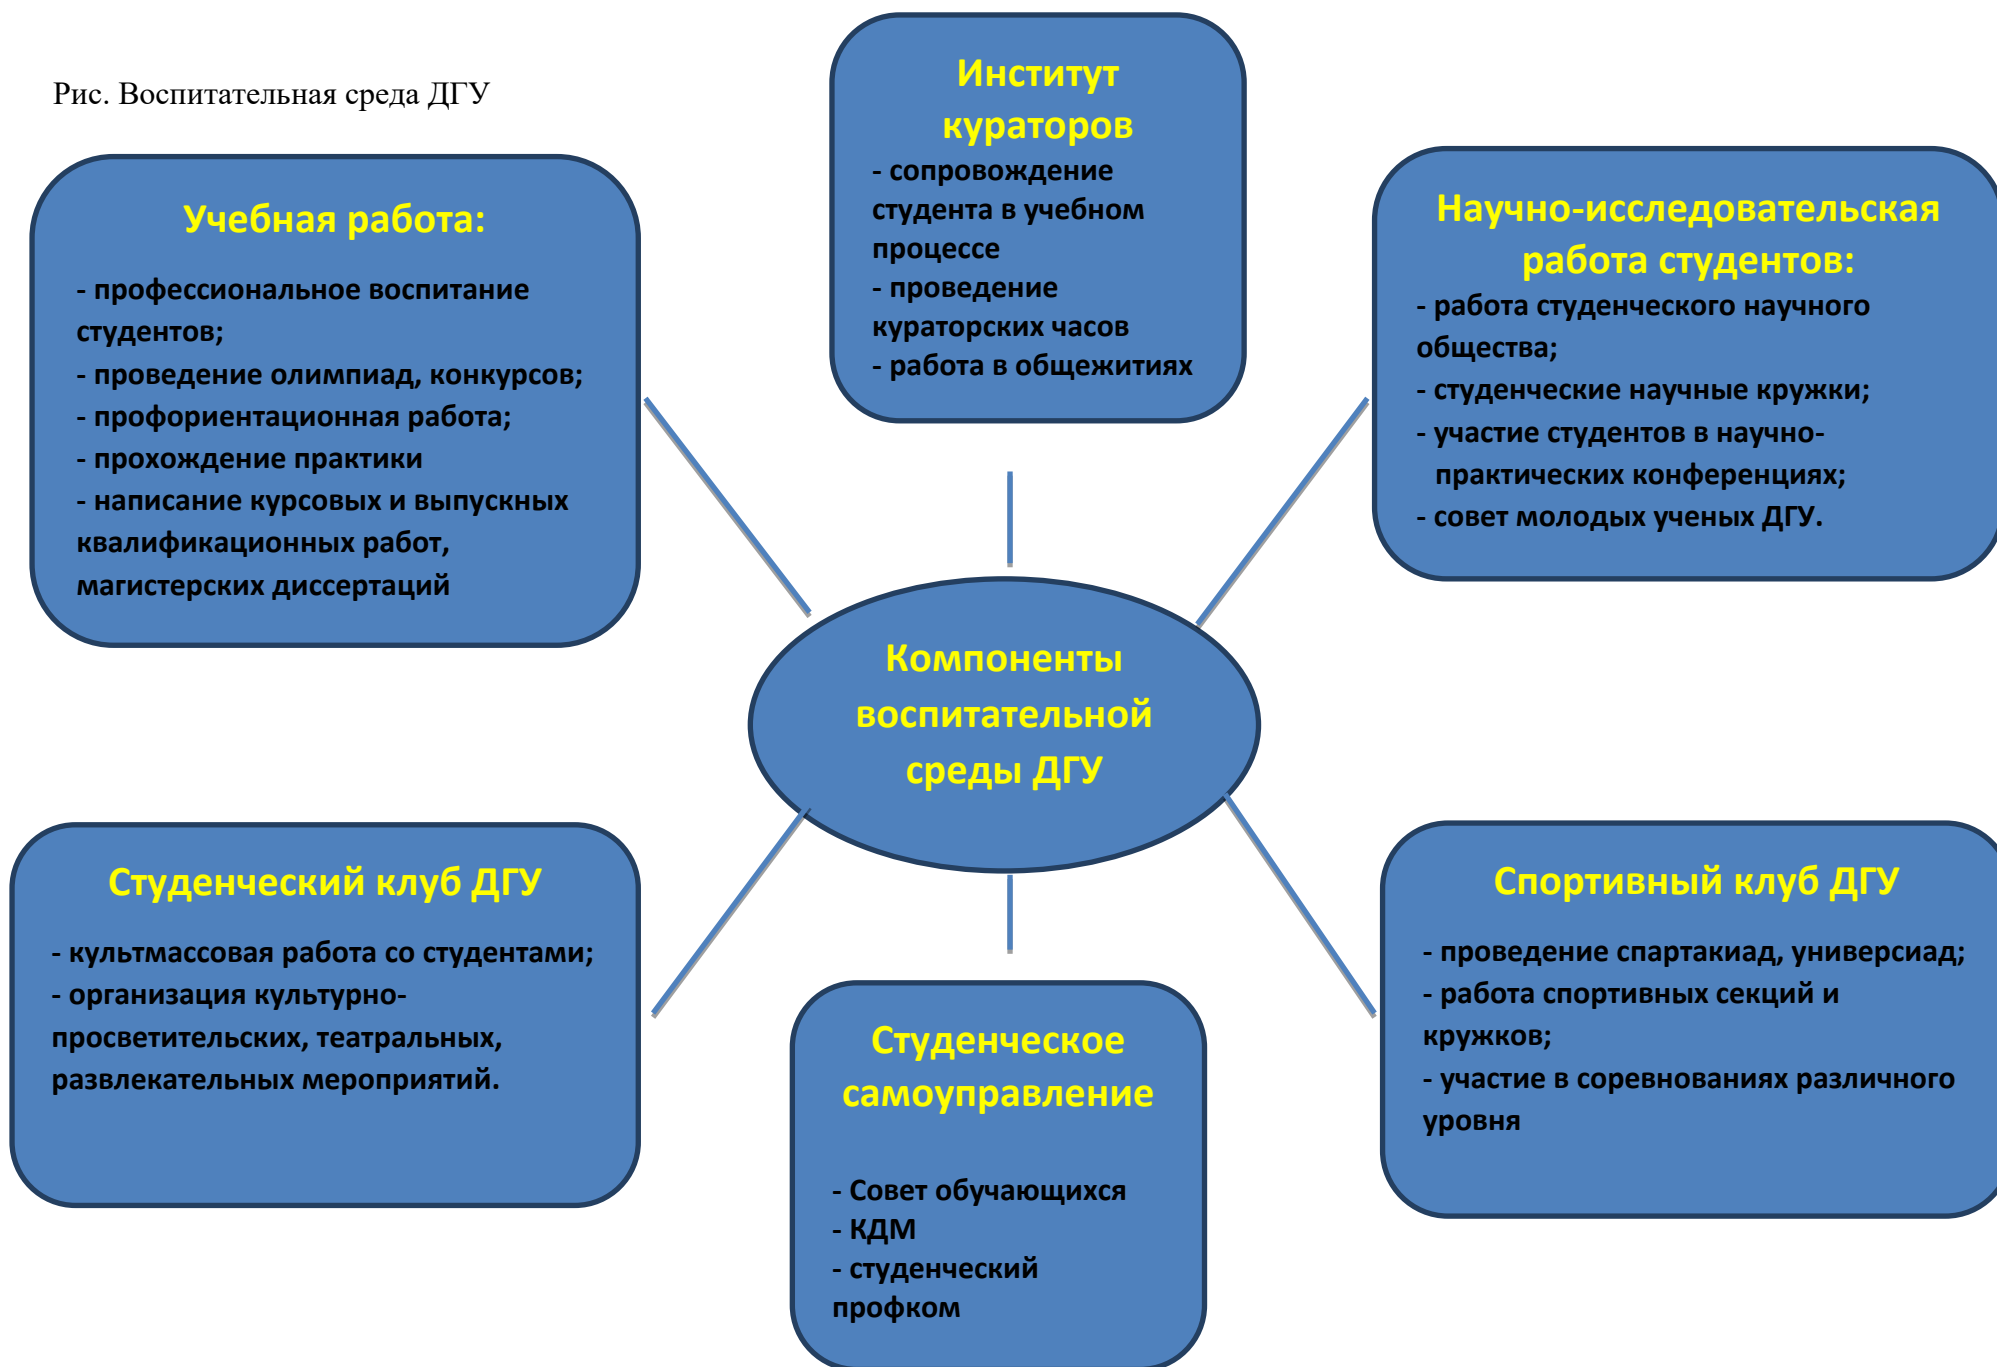 Рис. Воспитательная среда ДГУ
Институт
кураторов
- сопровождение
студента в учебном
процессе
- проведение
кураторских часов
- работа в общежитиях
Учебная работа:
- профессиональное воспитание
студентов;
- проведение олимпиад, конкурсов;
- профориентационная работа;
- прохождение практики
- написание курсовых и выпускных
квалификационных работ,
магистерских диссертаций
Научно-исследовательская
работа студентов:
- работа студенческого научного
общества;
- студенческие научные кружки;
- участие студентов в научно-
практических конференциях;
- совет молодых ученых ДГУ.
Компоненты
воспитательной
среды ДГУ
Студенческий клуб ДГУ
- культмассовая работа со студентами;
- организация культурно-
просветительских, театральных,
развлекательных мероприятий.
Студенческое
самоуправление
- Совет обучающихся
- КДМ
- студенческий
профком
Спортивный клуб ДГУ
- проведение спартакиад, универсиад;
- работа спортивных секций и
кружков;
- участие в соревнованиях различного
уровня